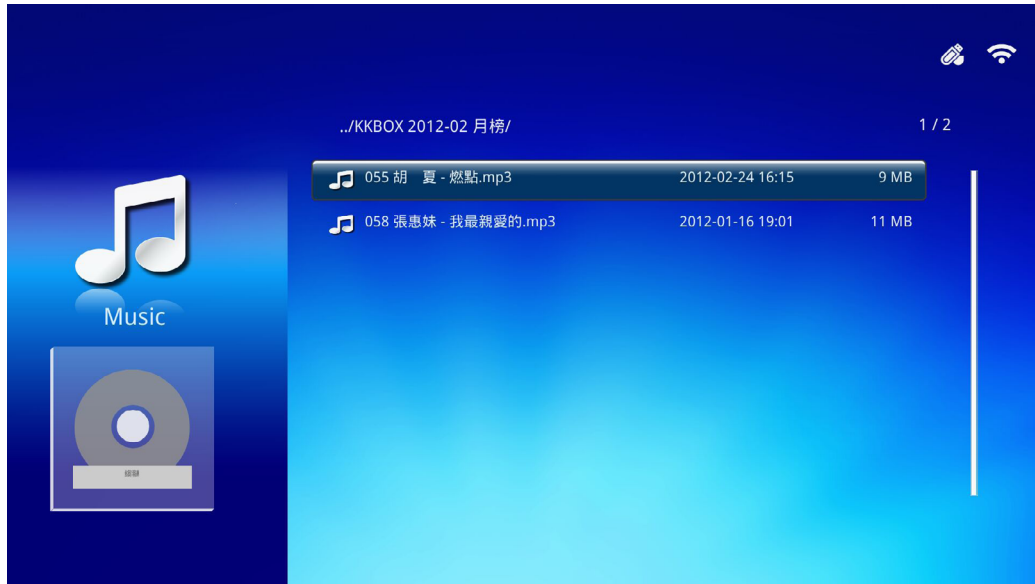 ../KKBOX 2012-02 月榜/ 1 / 2
055 胡　夏 - 燃點.mp3 2012-02-24 16:15 9 MB
058 張惠妹 - 我最親愛的.mp3 2012-01-16 19:01 11 MB
Music